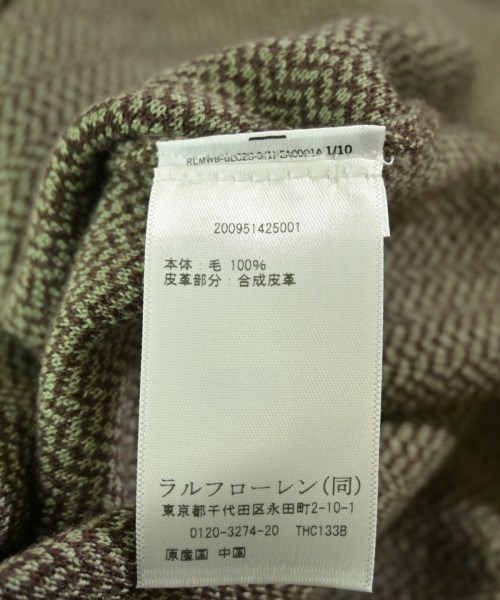 1/10
200951425001
本体：毛 100%
皮革部分：合成皮革
ラルフローレン(同)
東京都千代田区永田町2-10-1
0120-3274-20 THC133B
原産国 中国